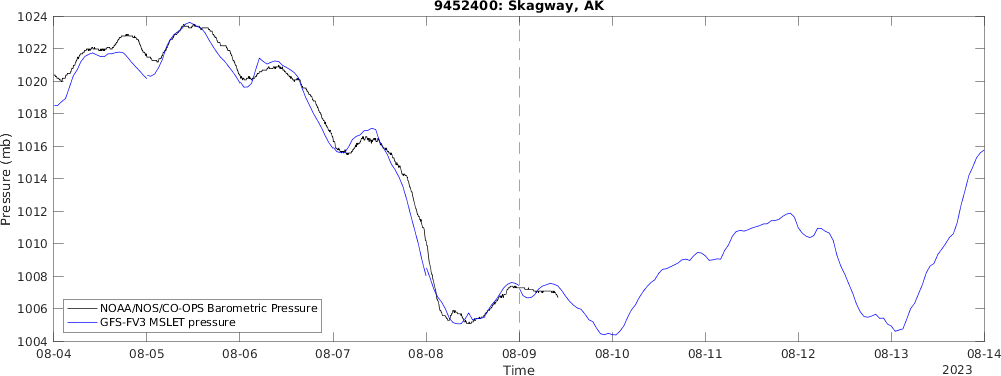 9452400: Skagway, AK
Pressure (mb)
1024
1022
1020
1018
1016
1014
1012
1010
1008
1006
1004
NOAA/NOS/CO-OPS Barometric Pressure
GFS-FV3 MSLET pressure
08-04 08-05 08-06 08-07 08-08 08-09 08-10 08-11 08-12 08-13 08-14
Time
2023